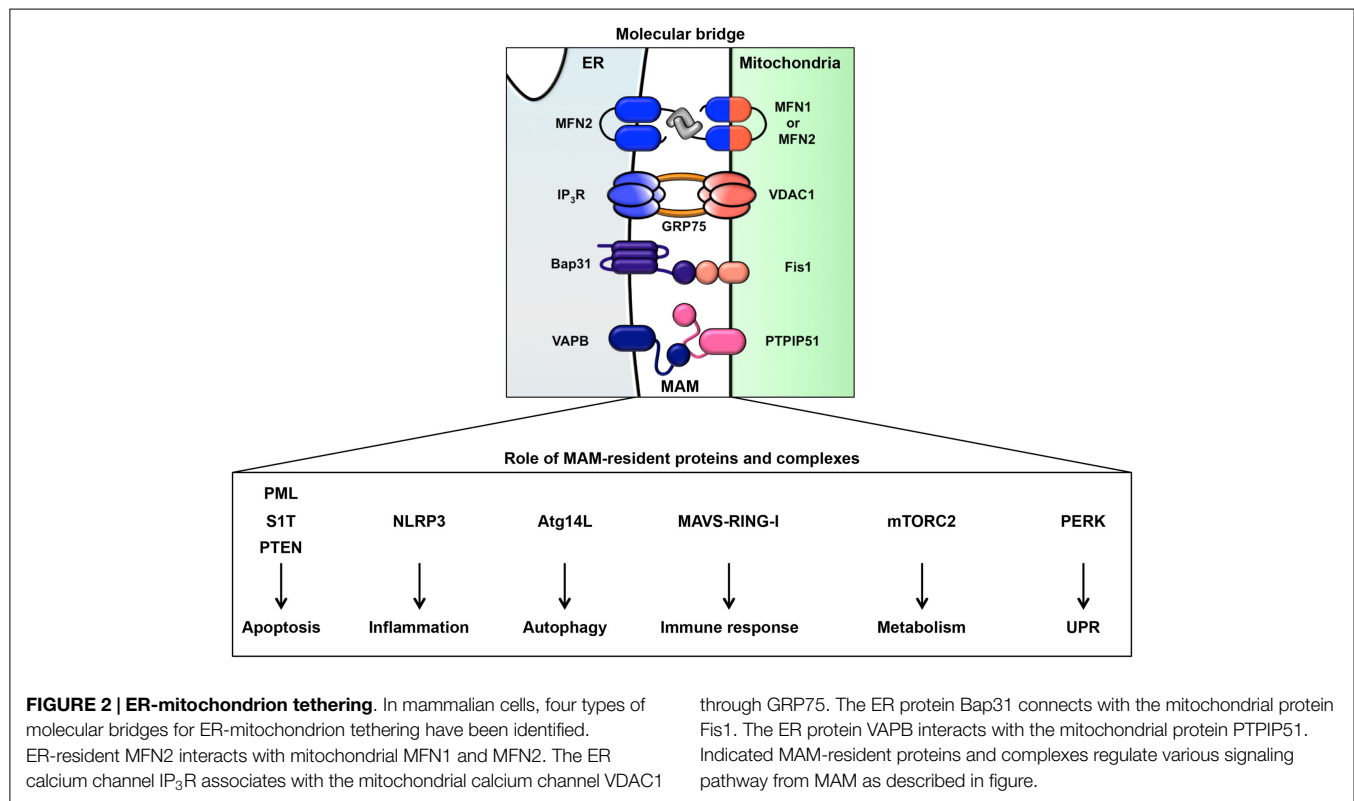 Molecular bridge
ER
Mitochondria
MFN2
MFN1
or
MFN2
IP₃R
VDAC1
GRP75
Bap31
Fis1
VAPB
PTPIP51
MAM
Role of MAM-resident proteins and complexes
PML
S1T
PTEN
NLRP3
Atg14L
MAVS-RING-I
mTORC2
PERK
Apoptosis
Inflammation
Autophagy
Immune response
Metabolism
UPR
FIGURE 2 | ER-mitochondrion tethering. In mammalian cells, four types of
molecular bridges for ER-mitochondrion tethering have been identified.
ER-resident MFN2 interacts with mitochondrial MFN1 and MFN2. The ER
calcium channel IP₃R associates with the mitochondrial calcium channel VDAC1
through GRP75. The ER protein Bap31 connects with the mitochondrial protein
Fis1. The ER protein VAPB interacts with the mitochondrial protein PTPIP51.
Indicated MAM-resident proteins and complexes regulate various signaling
pathway from MAM as described in figure.